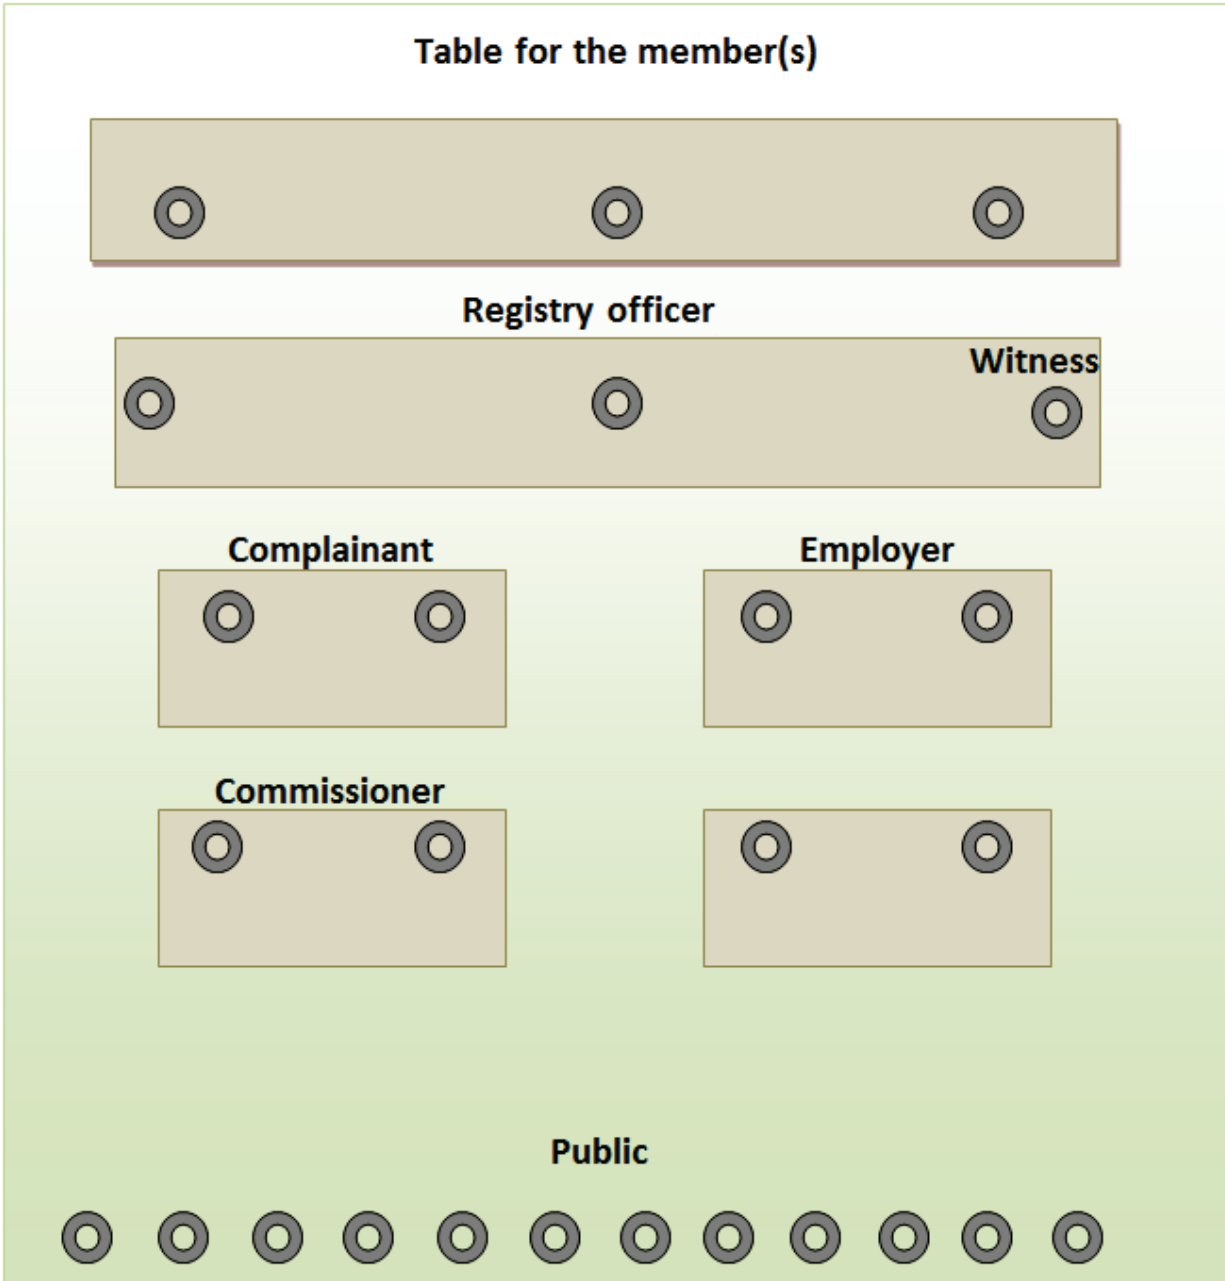 Table for the member(s)
Registry officer
Witness
Complainant
Employer
Commissioner
Public